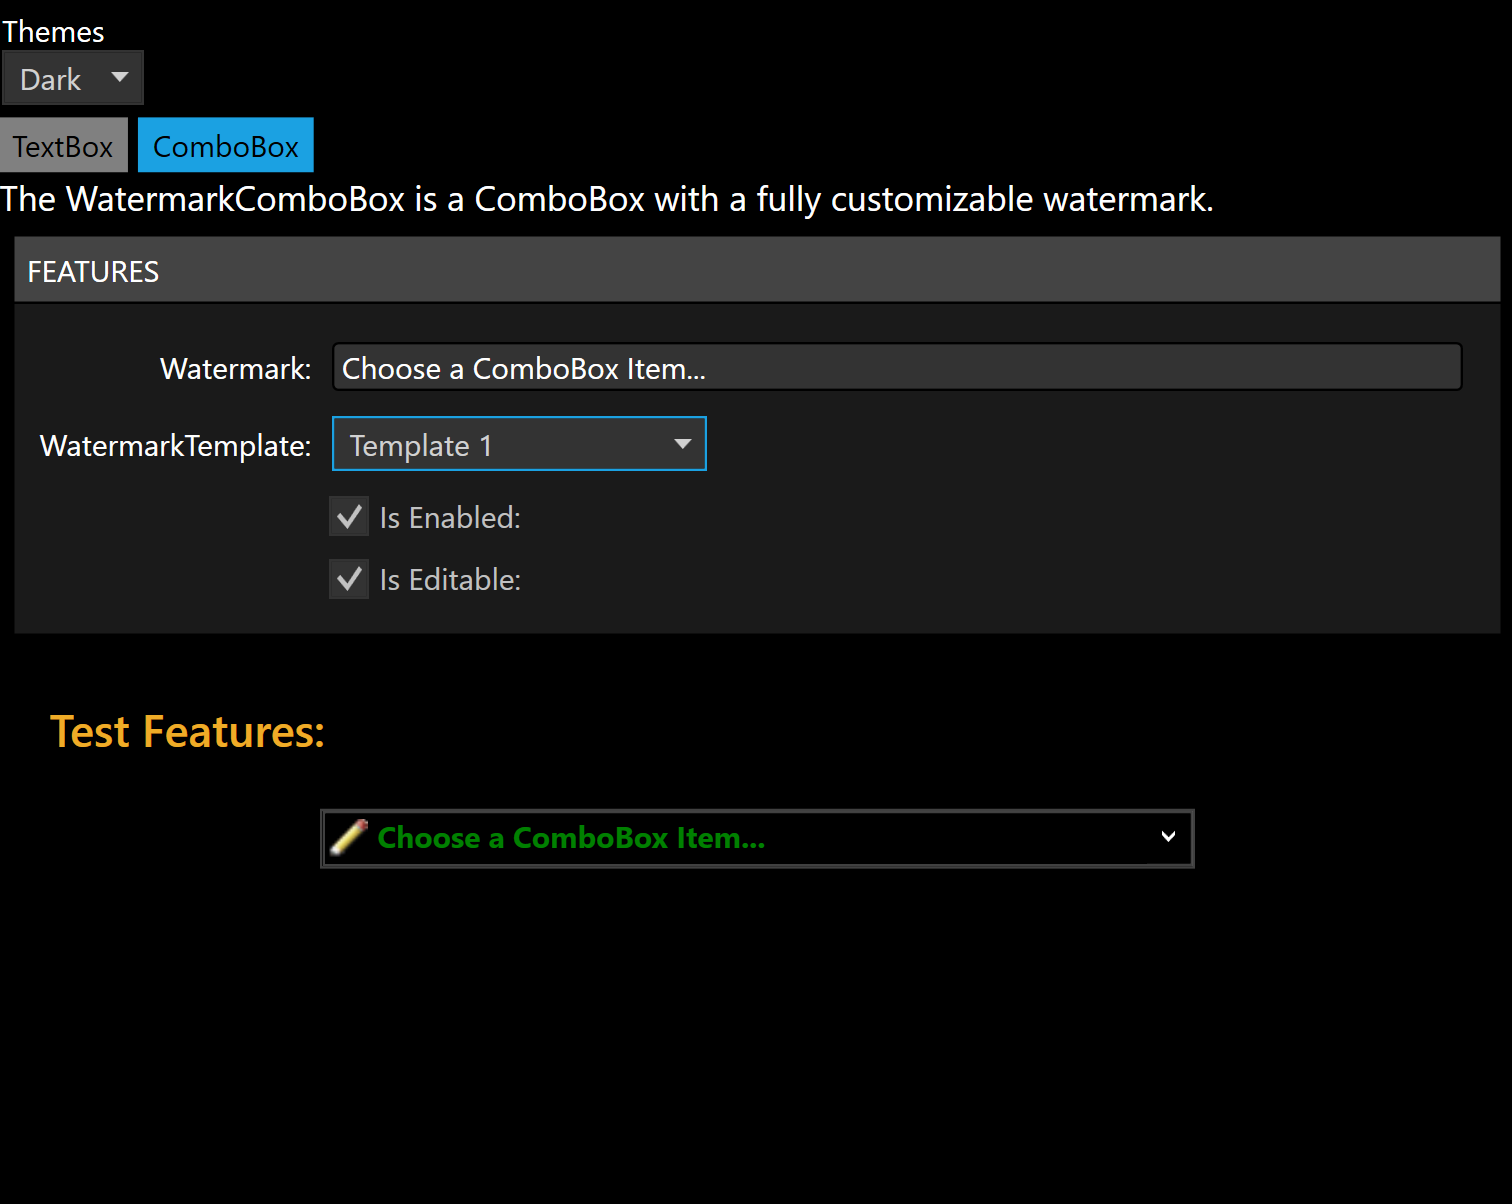 Themes
Dark
TextBox ComboBox
The WatermarkComboBox is a ComboBox with a fully customizable watermark.
FEATURES
Watermark: Choose a ComboBox Item...
WatermarkTemplate: Template 1
Is Enabled:
Is Editable:
Test Features:
Choose a ComboBox Item...